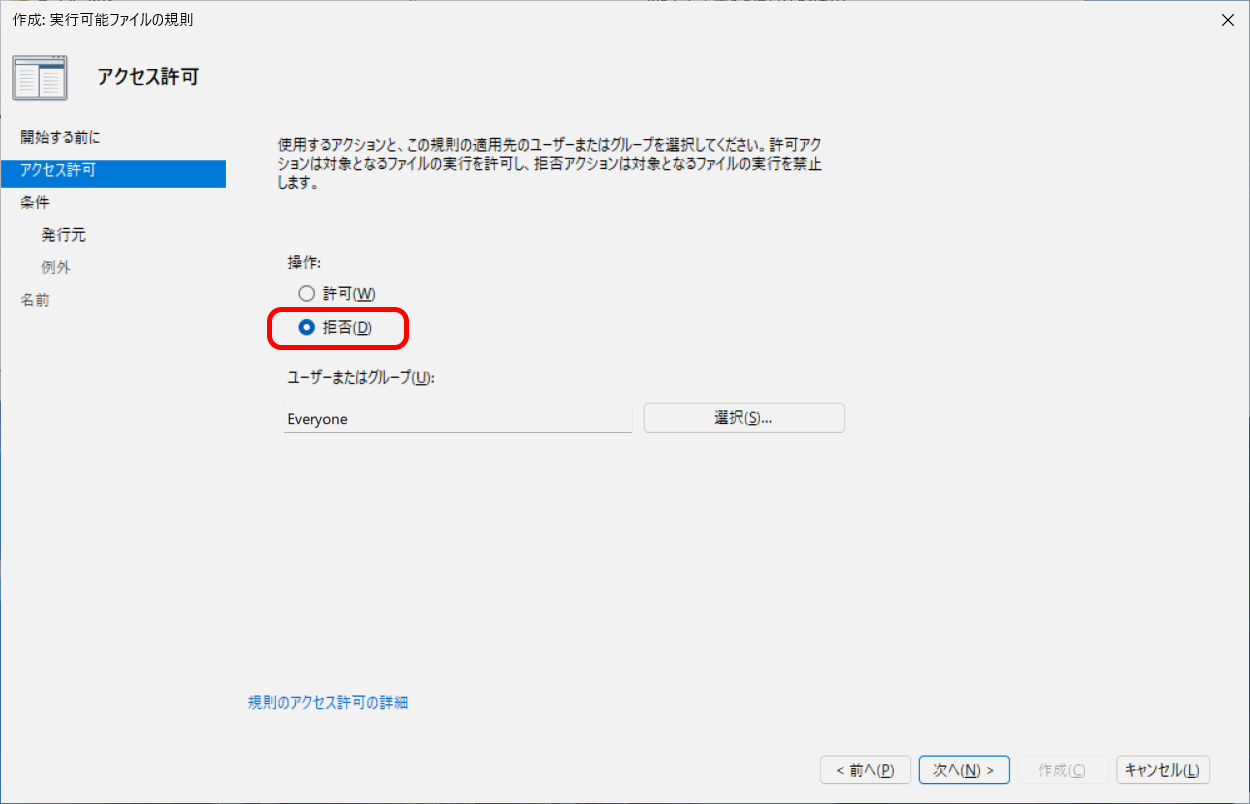 作成: 実行可能ファイルの規則
アクセス許可
開始する前に
アクセス許可
条件
発行元
例外
名前
使用するアクションと、この規則の適用先のユーザーまたはグループを選択してください。許可アク
ションは対象となるファイルの実行を許可し、拒否アクションは対象となるファイルの実行を禁止
します。
操作:
許可(W)
拒否(D)
ユーザーまたはグループ(U):
Everyone
選択(S)...
規則のアクセス許可の詳細
< 前へ(P)
次へ(N) >
作成(C)
キャンセル(L)